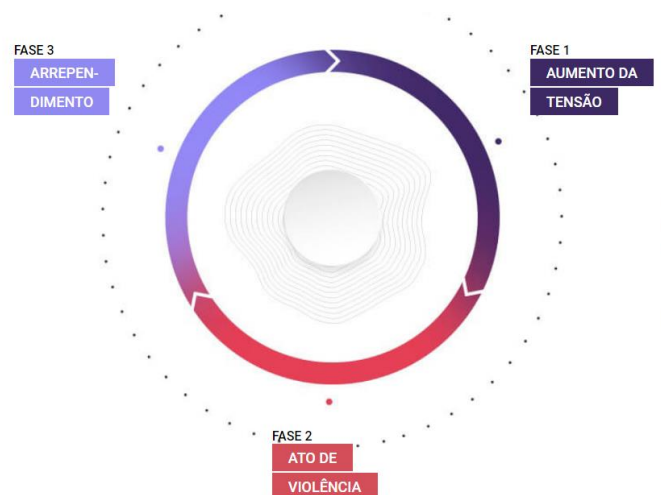 FASE 3
ARREPEN-
DIMENTO
FASE 1
AUMENTO DA
TENSÃO
FASE 2
ATO DE
VIOLÊNCIA